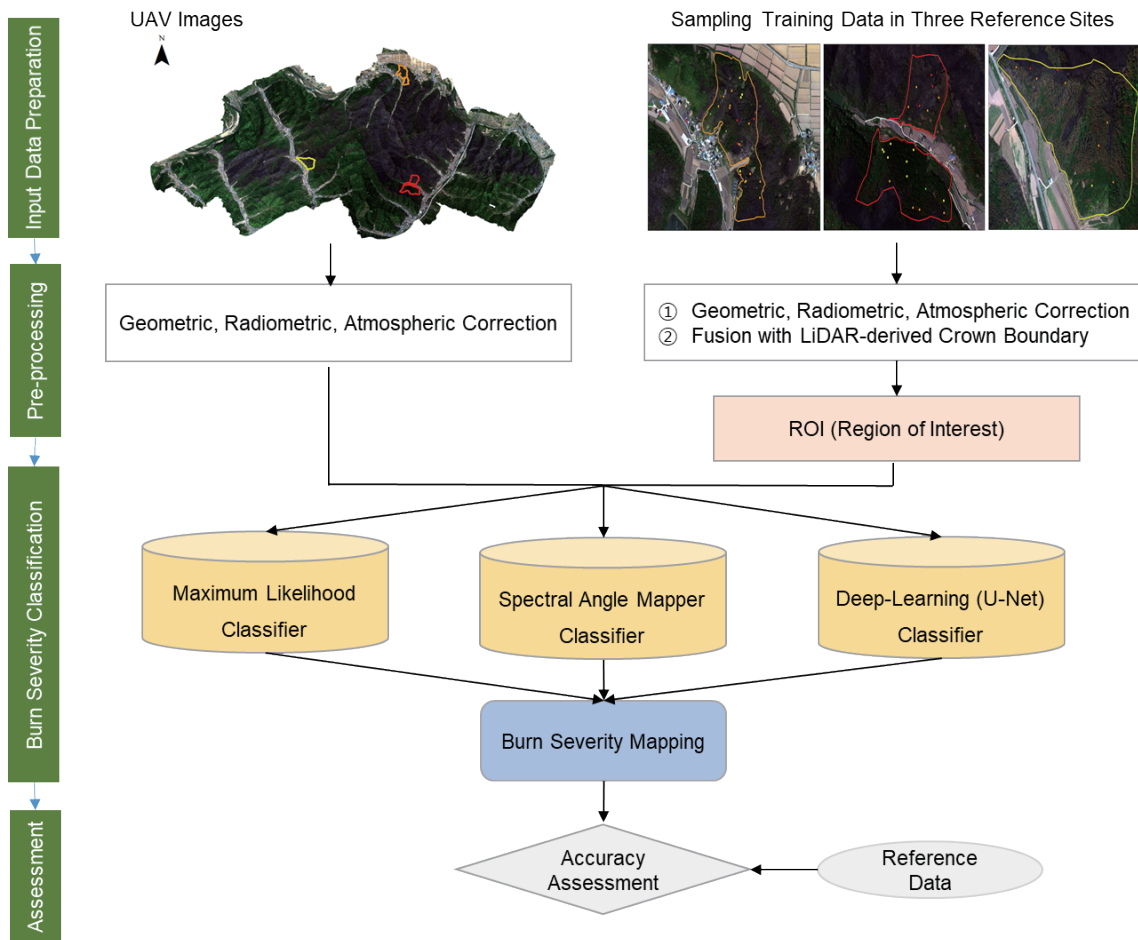 UAV Images
Sampling Training Data in Three Reference Sites
N
Input Data Preparation
Pre-processing
Geometric, Radiometric, Atmospheric Correction
① Geometric, Radiometric, Atmospheric Correction
② Fusion with LiDAR-derived Crown Boundary
ROI (Region of Interest)
Burn Severity Classification
Maximum Likelihood
Classifier
Spectral Angle Mapper
Classifier
Deep-Learning (U-Net)
Classifier
Burn Severity Mapping
Assessment
Accuracy
Assessment
Reference
Data